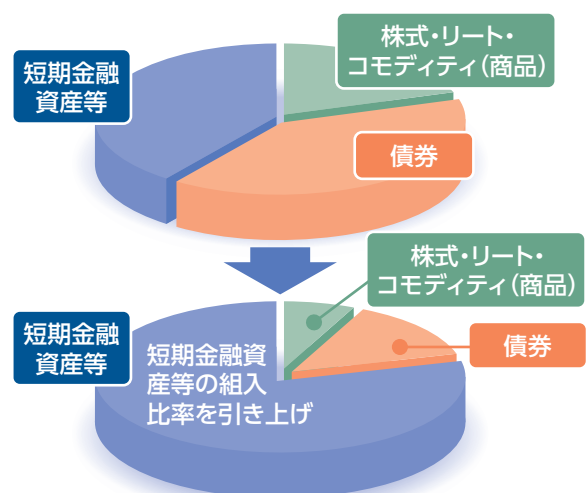 株式・リート・
コモディティ(商品)
短期金融
資産等
債券
株式・リート・
コモディティ(商品)
短期金融
資産等
債券
短期金融資
産等の組入
比率を引き上げ